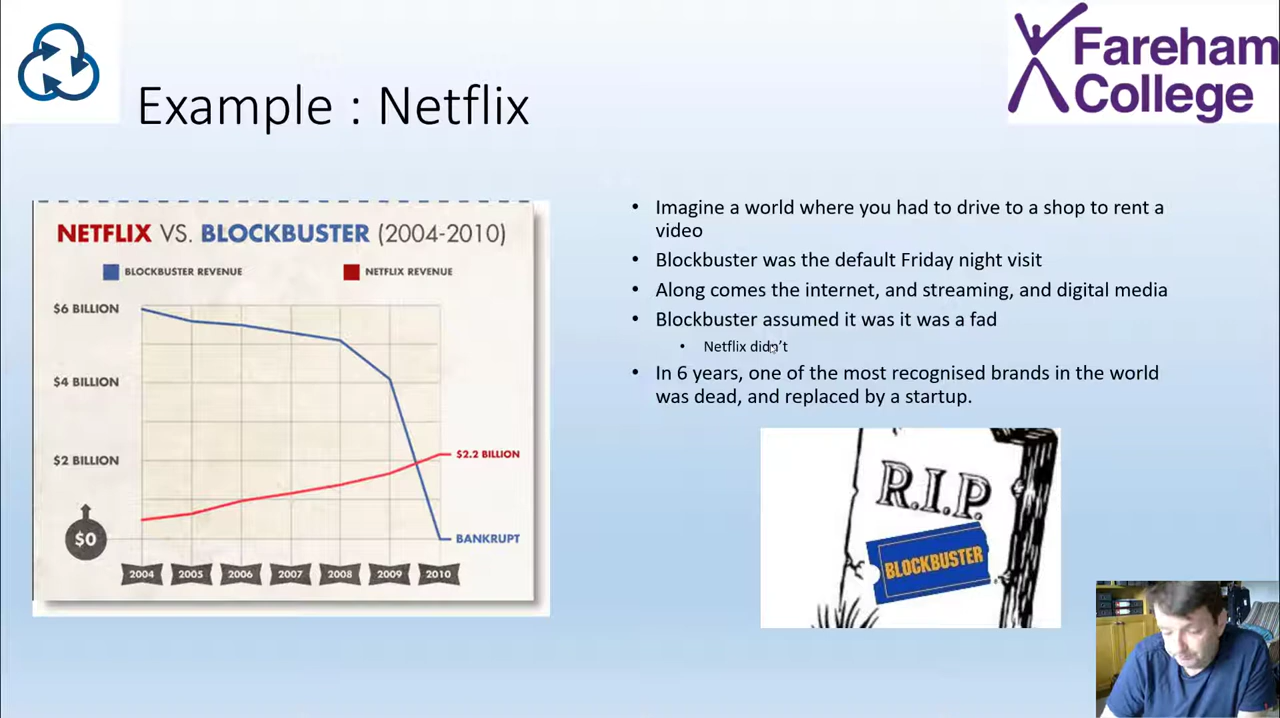 Fareham
College
Example : Netflix
NETFLIX VS. BLOCKBUSTER (2004-2010)
BLOCKBUSTER REVENUE
NETFLIX REVENUE
$6 BILLION
$4 BILLION
$2 BILLION
$0
$2.2 BILLION
BANKRUPT
2004 2005 2006 2007 2008 2009 2010
• Imagine a world where you had to drive to a shop to rent a
video
• Blockbuster was the default Friday night visit
• Along comes the internet, and streaming, and digital media
• Blockbuster assumed it was it was a fad
• Netflix didn't
• In 6 years, one of the most recognised brands in the world
was dead, and replaced by a startup.
R.I.P.
BLOCKBUSTER